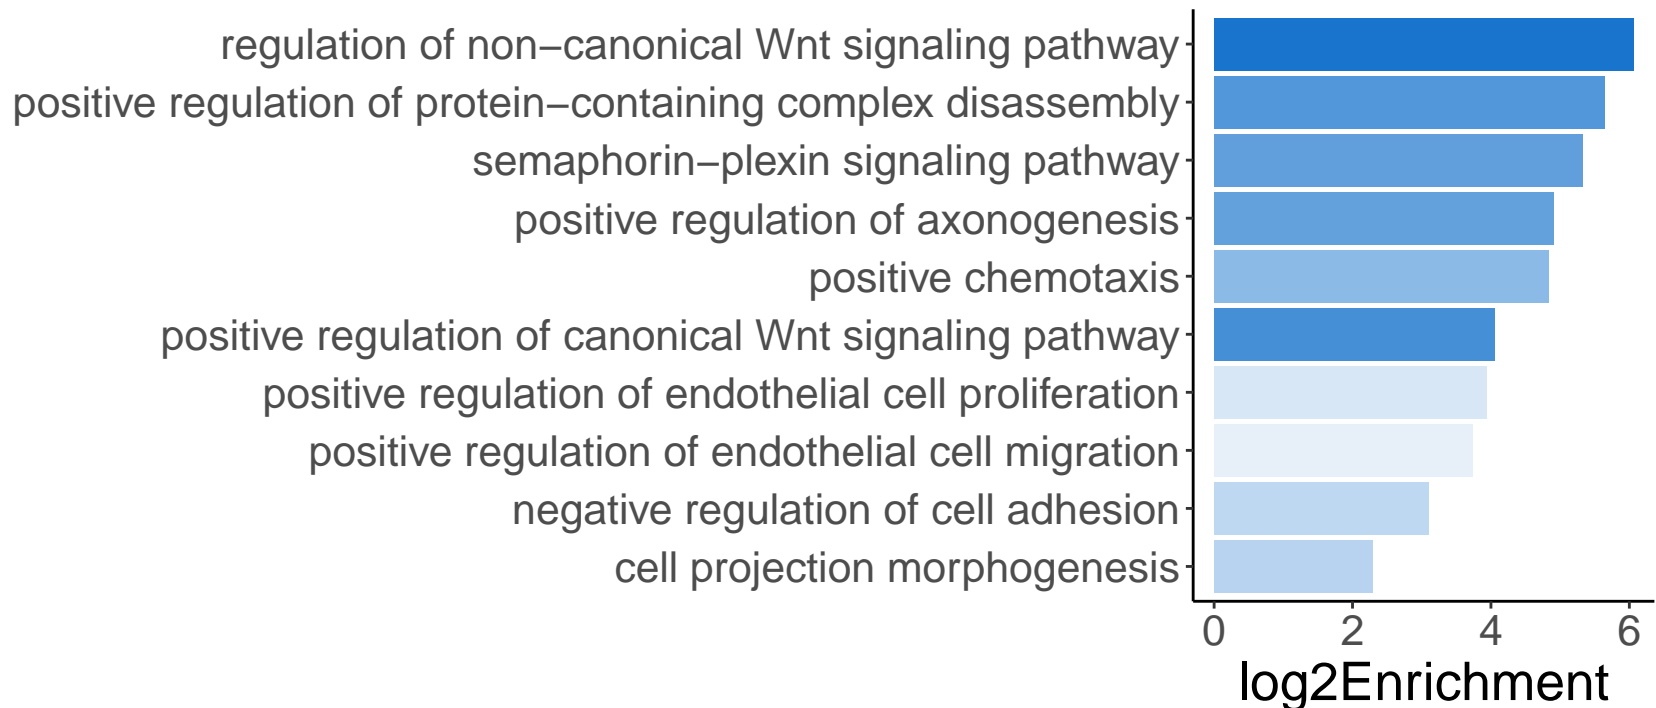 regulation of non−canonical Wnt signaling pathway
positive regulation of protein−containing complex disassembly
semaphorin−plexin signaling pathway
positive regulation of axonogenesis
positive chemotaxis
positive regulation of canonical Wnt signaling pathway
positive regulation of endothelial cell proliferation
positive regulation of endothelial cell migration
negative regulation of cell adhesion
cell projection morphogenesis
0 2 4 6
log2Enrichment